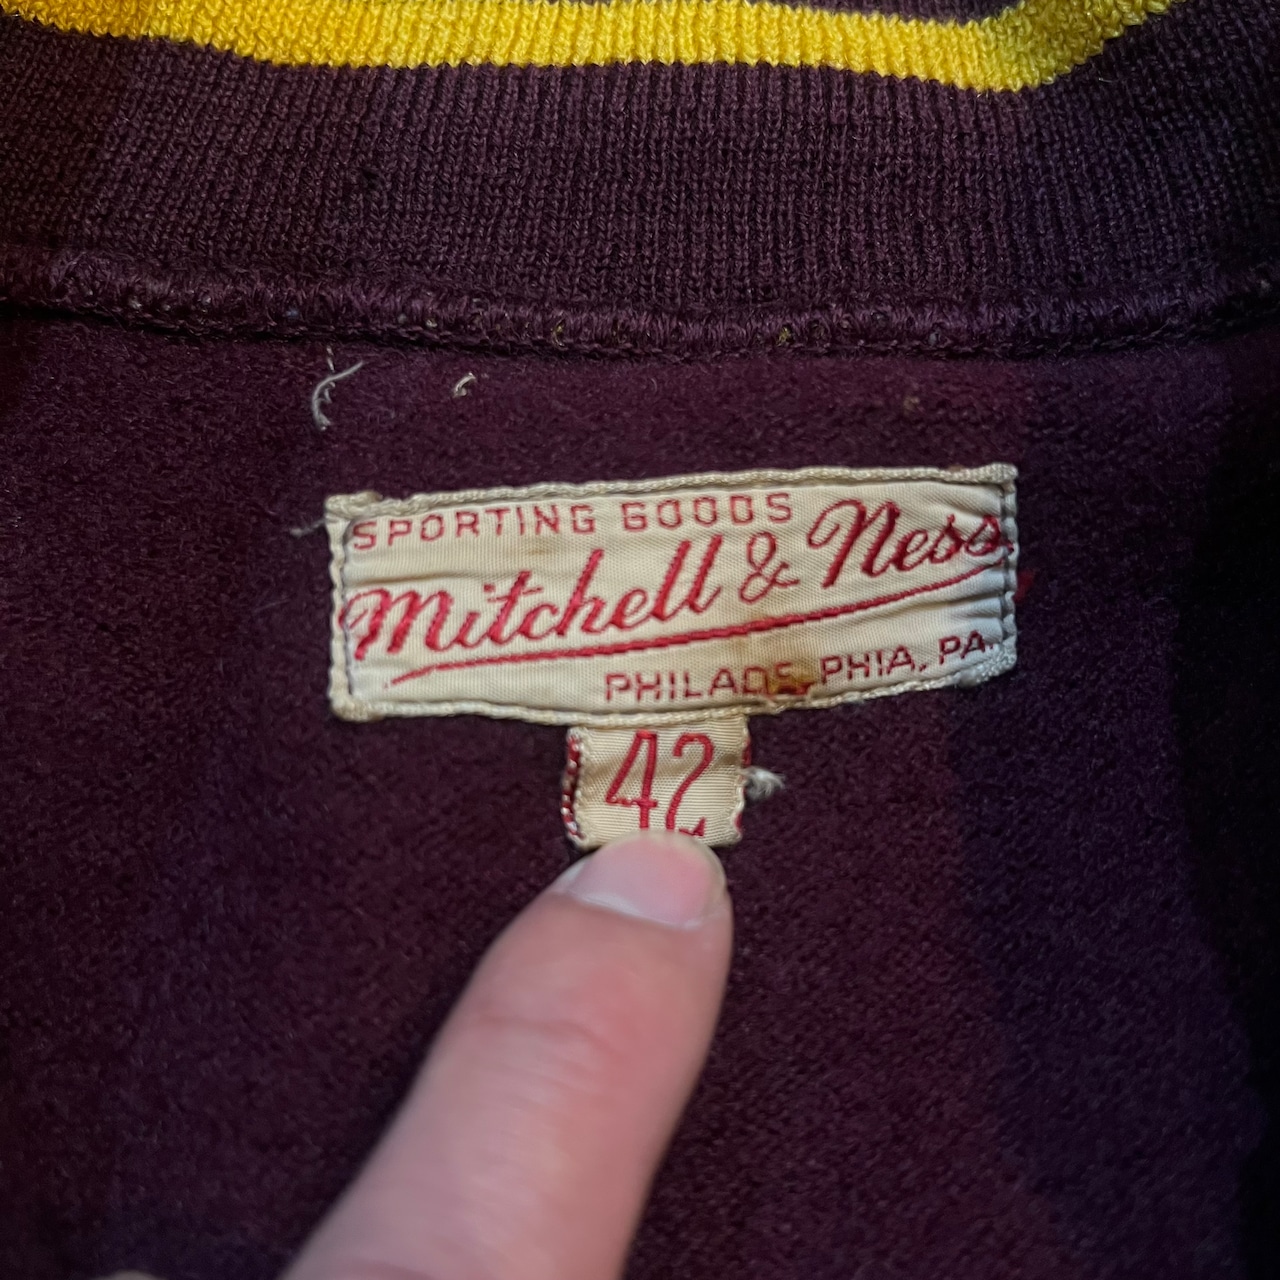 SPORTING GOODS
Mitchell & Ness
PHILADELPHIA, PA.
42